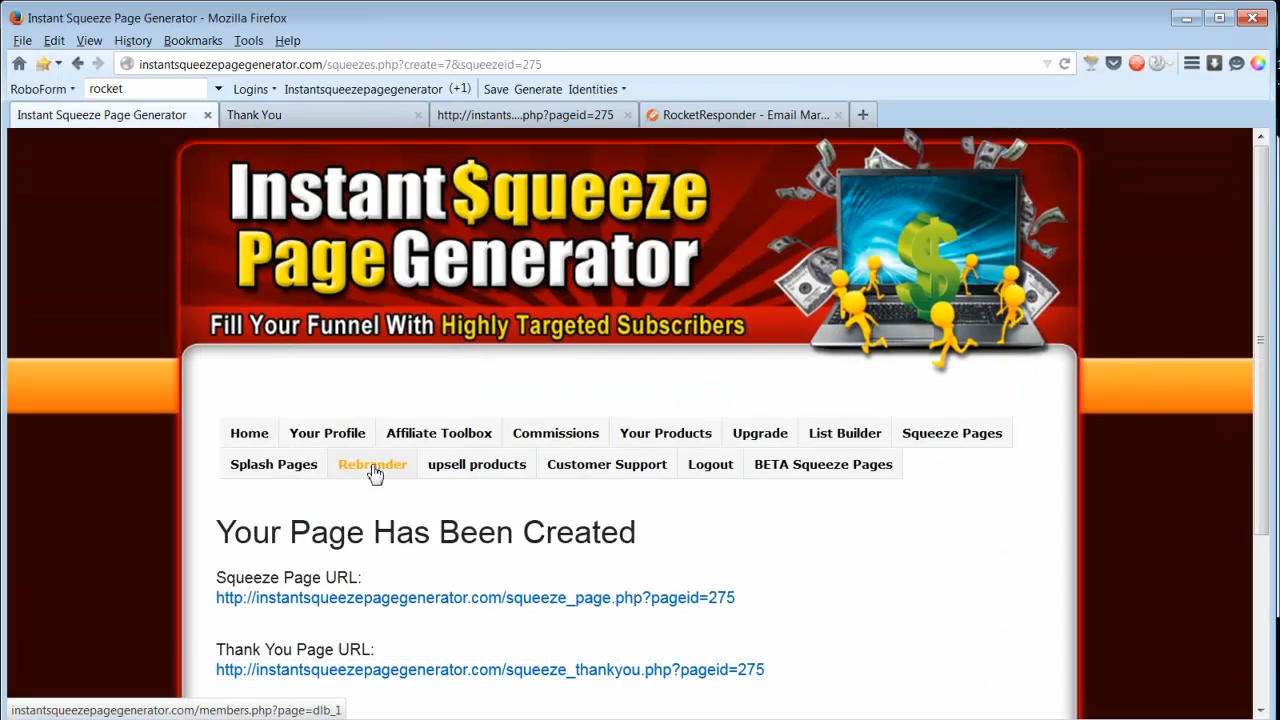 Instant Squeeze Page Generator - Mozilla Firefox
File Edit View History Bookmarks Tools Help
instantsqueezepagegenerator.com/squeezes.php?create=7&squeezeid=275
RoboForm rocket Logins Instantsqueezepagegenerator (+1) Save Generate Identities
Instant Squeeze Page Generator Thank You http://instants....php?pageid=275 RocketResponder - Email Mar...
Instant $queeze
Page Generator
Fill Your Funnel With Highly Targeted Subscribers
Home Your Profile Affiliate Toolbox Commissions Your Products Upgrade List Builder Squeeze Pages
Splash Pages Rebrander upsell products Customer Support Logout BETA Squeeze Pages
Your Page Has Been Created
Squeeze Page URL:
http://instantsqueezepagegenerator.com/squeeze_page.php?pageid=275
Thank You Page URL:
http://instantsqueezepagegenerator.com/squeeze_thankyou.php?pageid=275
instantsqueezepagegenerator.com/members.php?page=dlb_1